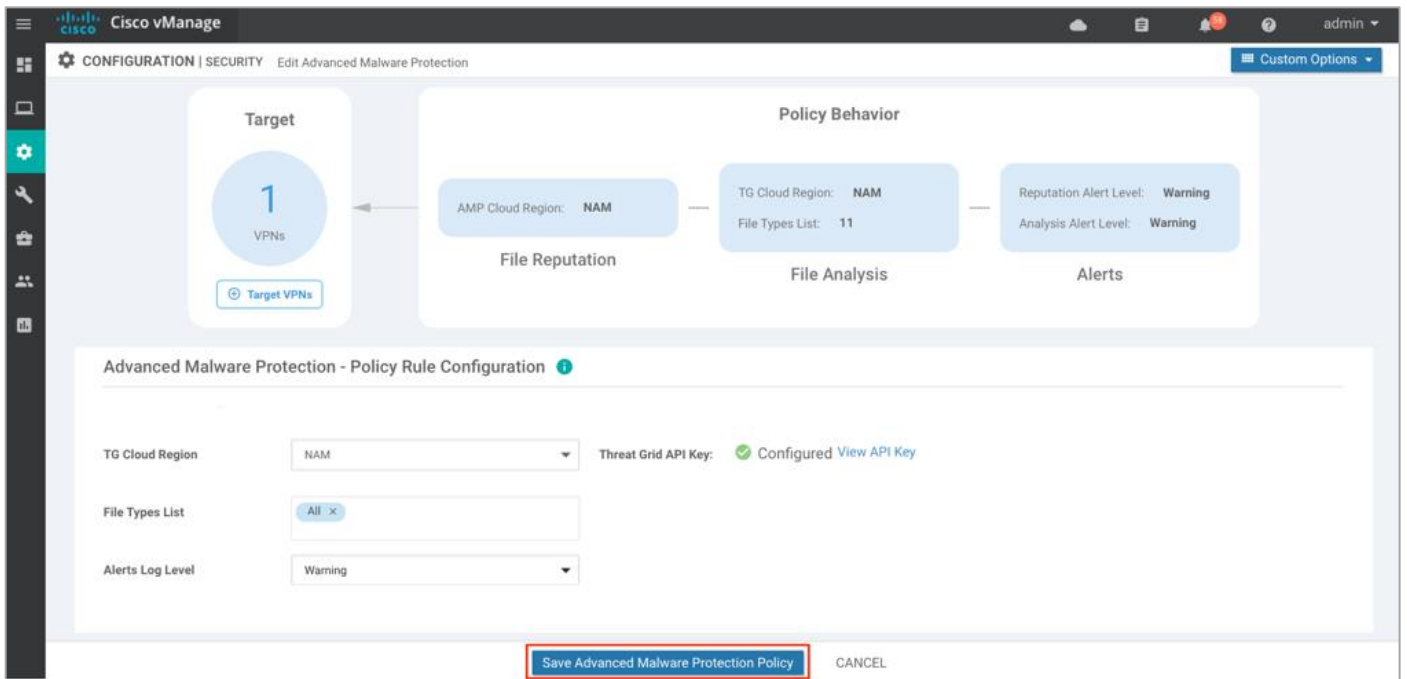 cisco Cisco vManage 58 admin
CONFIGURATION | SECURITY Edit Advanced Malware Protection Custom Options
Target
1
VPNs
Target VPNs
Policy Behavior
AMP Cloud Region: NAM
File Reputation
TG Cloud Region: NAM
File Types List: 11
File Analysis
Reputation Alert Level: Warning
Analysis Alert Level: Warning
Alerts
Advanced Malware Protection - Policy Rule Configuration
TG Cloud Region NAM Threat Grid API Key: Configured View API Key
File Types List All ×
Alerts Log Level Warning
Save Advanced Malware Protection Policy CANCEL